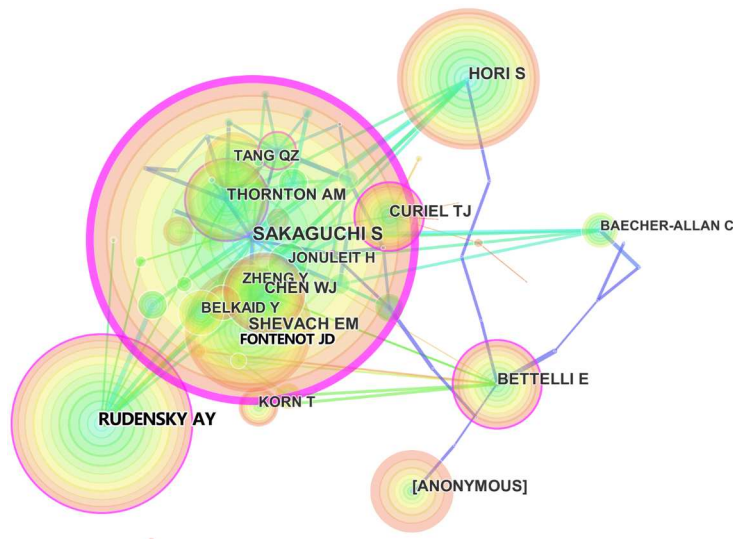 HORI S
TANG QZ
THORNTON AM
CURIEL TJ
SAKAGUCHI S
BAECHER-ALLAN C
JONULEIT H
ZHENG Y
CHEN WJ
BELKAID Y
SHEVACH EM
FONTENOT JD
BETTELLI E
KORN T
RUDENSKY AY
[ANONYMOUS]